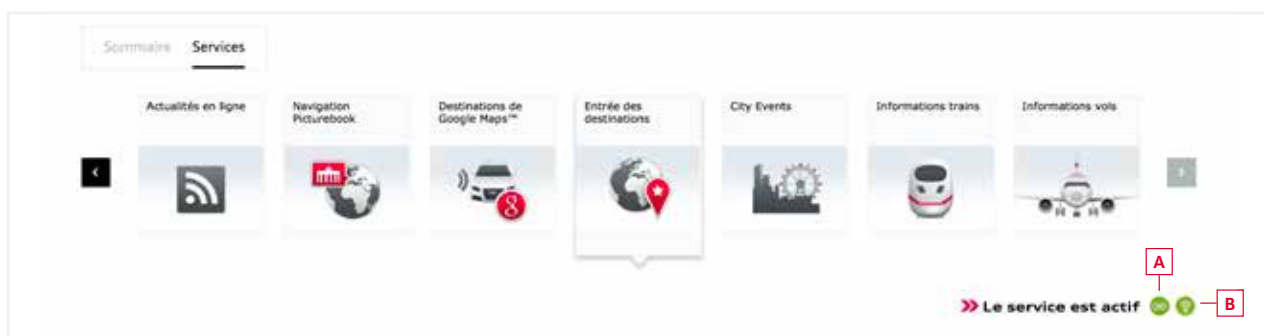 Sommaire Services
Actualités en ligne
Navigation Picturebook
Destinations de Google Maps™
Entrée des destinations
City Events
Informations trains
Informations vols
8
A
Le service est actif
B